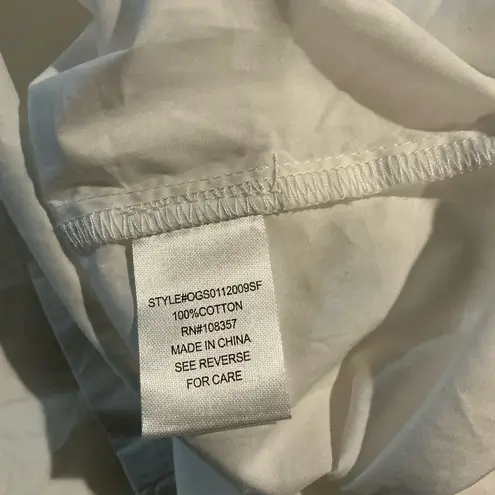 STYLE#OGS0112009SF
100%COTTON
RN#108357
MADE IN CHINA
SEE REVERSE
FOR CARE